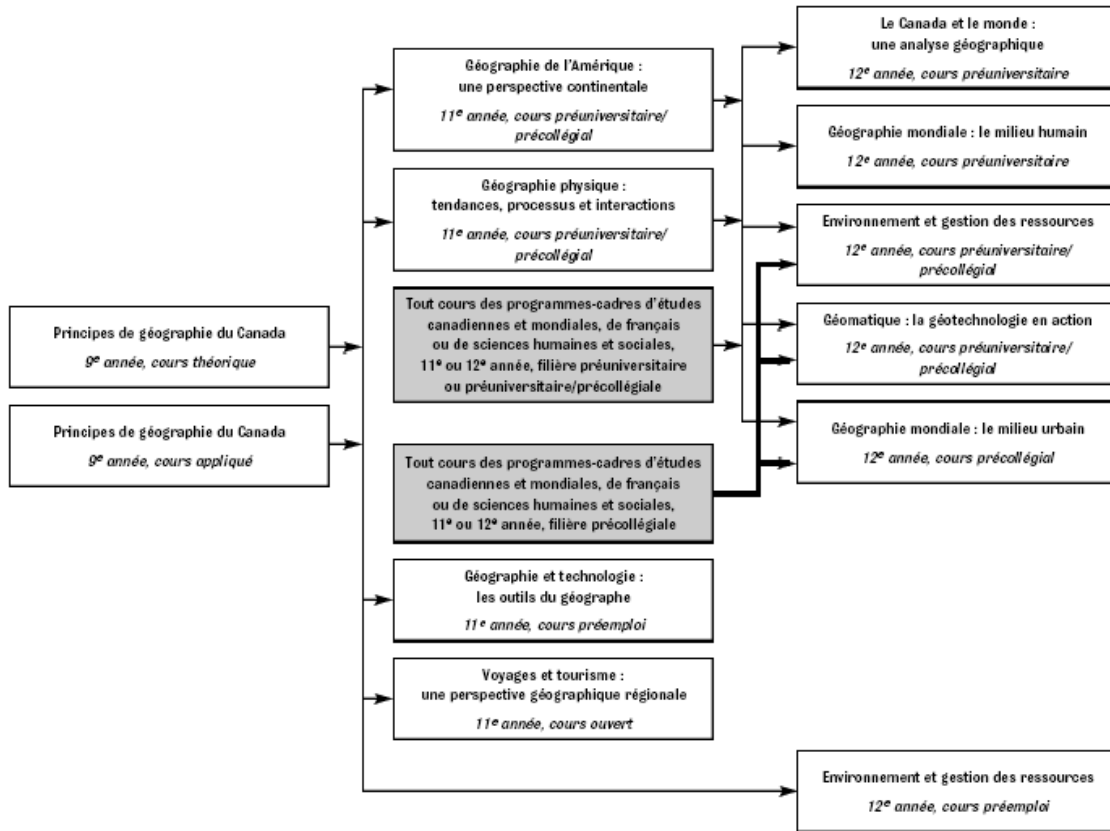 Principes de géographie du Canada
9e année, cours théorique
Principes de géographie du Canada
9e année, cours appliqué
Géographie de l'Amérique :
une perspective continentale
11e année, cours préuniversitaire/
précollégial
Géographie physique :
tendances, processus et interactions
11e année, cours préuniversitaire/
précollégial
Tout cours des programmes-cadres d'études
canadiennes et mondiales, de français
ou de sciences humaines et sociales,
11e ou 12e année, filière préuniversitaire
ou préuniversitaire/précollégiale
Tout cours des programmes-cadres d'études
canadiennes et mondiales, de français
ou de sciences humaines et sociales,
11e ou 12e année, filière précollégiale
Géographie et technologie :
les outils du géographe
11e année, cours préemploi
Voyages et tourisme :
une perspective géographique régionale
11e année, cours ouvert
Le Canada et le monde :
une analyse géographique
12e année, cours préuniversitaire
Géographie mondiale : le milieu humain
12e année, cours préuniversitaire
Environnement et gestion des ressources
12e année, cours préuniversitaire/
précollégial
Géomatique : la géotechnologie en action
12e année, cours préuniversitaire/
précollégial
Géographie mondiale : le milieu urbain
12e année, cours précollégial
Environnement et gestion des ressources
12e année, cours préemploi